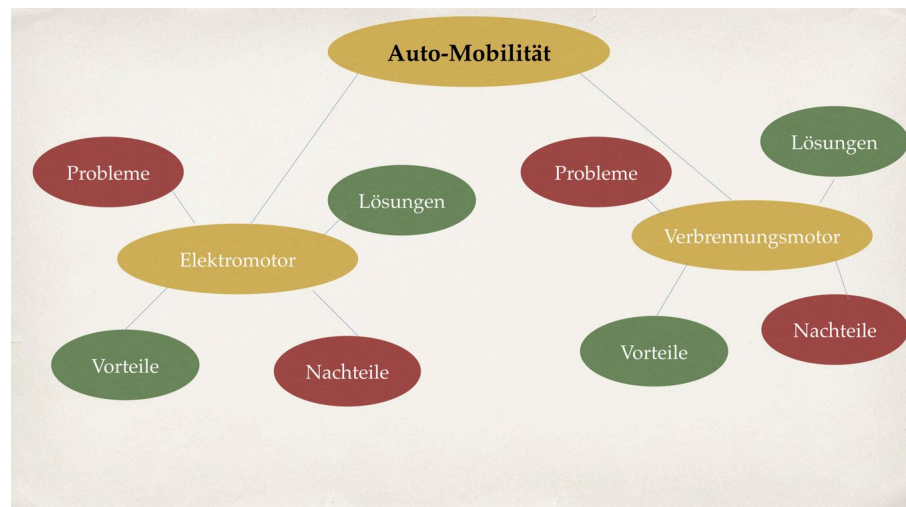 Auto-Mobilität
Probleme
Lösungen
Elektromotor
Vorteile
Nachteile
Probleme
Lösungen
Verbrennungsmotor
Vorteile
Nachteile